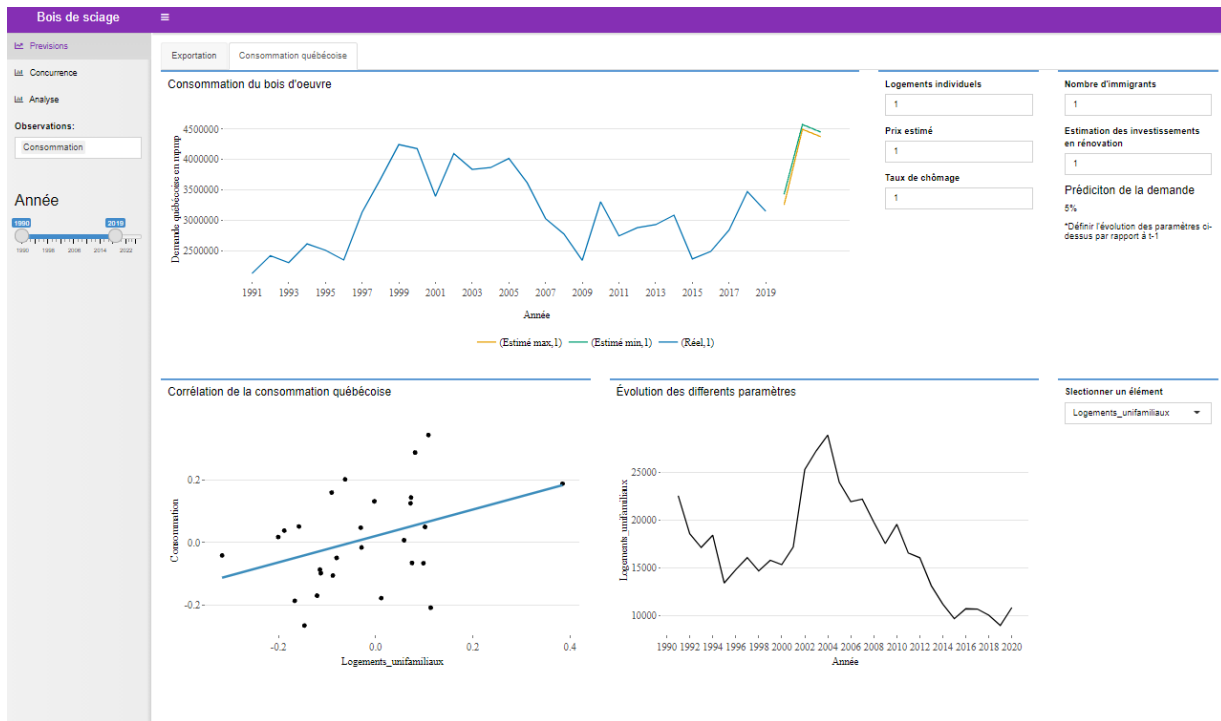 Bois de sciage
Previsions
Concurrence
Analyse
Observations:
Consommation
Année
1990 2019
1990 1998 2006 2014 2022
Exportation Consommation québécoise
Consommation du bois d'oeuvre
Demande québécoise en mpmp
4500000
4000000
3500000
3000000
2500000
1991 1993 1995 1997 1999 2001 2003 2005 2007 2009 2011 2013 2015 2017 2019
Année
(Estimé max,1) (Estimé min,1) (Réel,1)
Logements individuels
1
Prix estimé
1
Taux de chômage
1
Nombre d'immigrants
1
Estimation des investissements
en rénovation
1
Prédiciton de la demande
5%
*Définir l'évolution des paramètres ci-
dessus par rapport à t-1
Corrélation de la consommation québécoise
Consommation
0.2
0.0
-0.2
-0.2 0.0 0.2 0.4
Logements_unifamiliaux
Évolution des differents paramètres
Logements_unifamiliaux
25000
20000
15000
10000
1990 1992 1994 1996 1998 2000 2002 2004 2006 2008 2010 2012 2014 2016 2018 2020
Année
Slectionner un élément
Logements_unifamiliaux